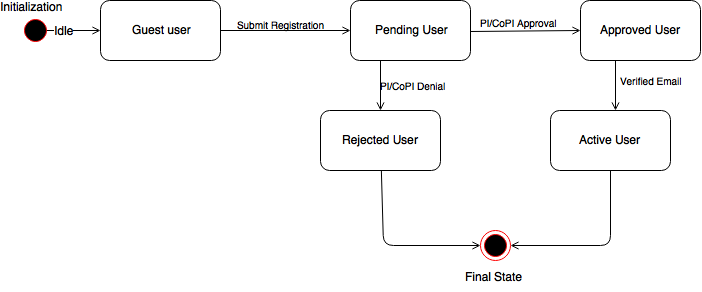 Initialization
Idle
Guest user
Submit Registration
Pending User
PI/CoPI Approval
Approved User
PI/CoPI Denial
Verified Email
Rejected User
Active User
Final State